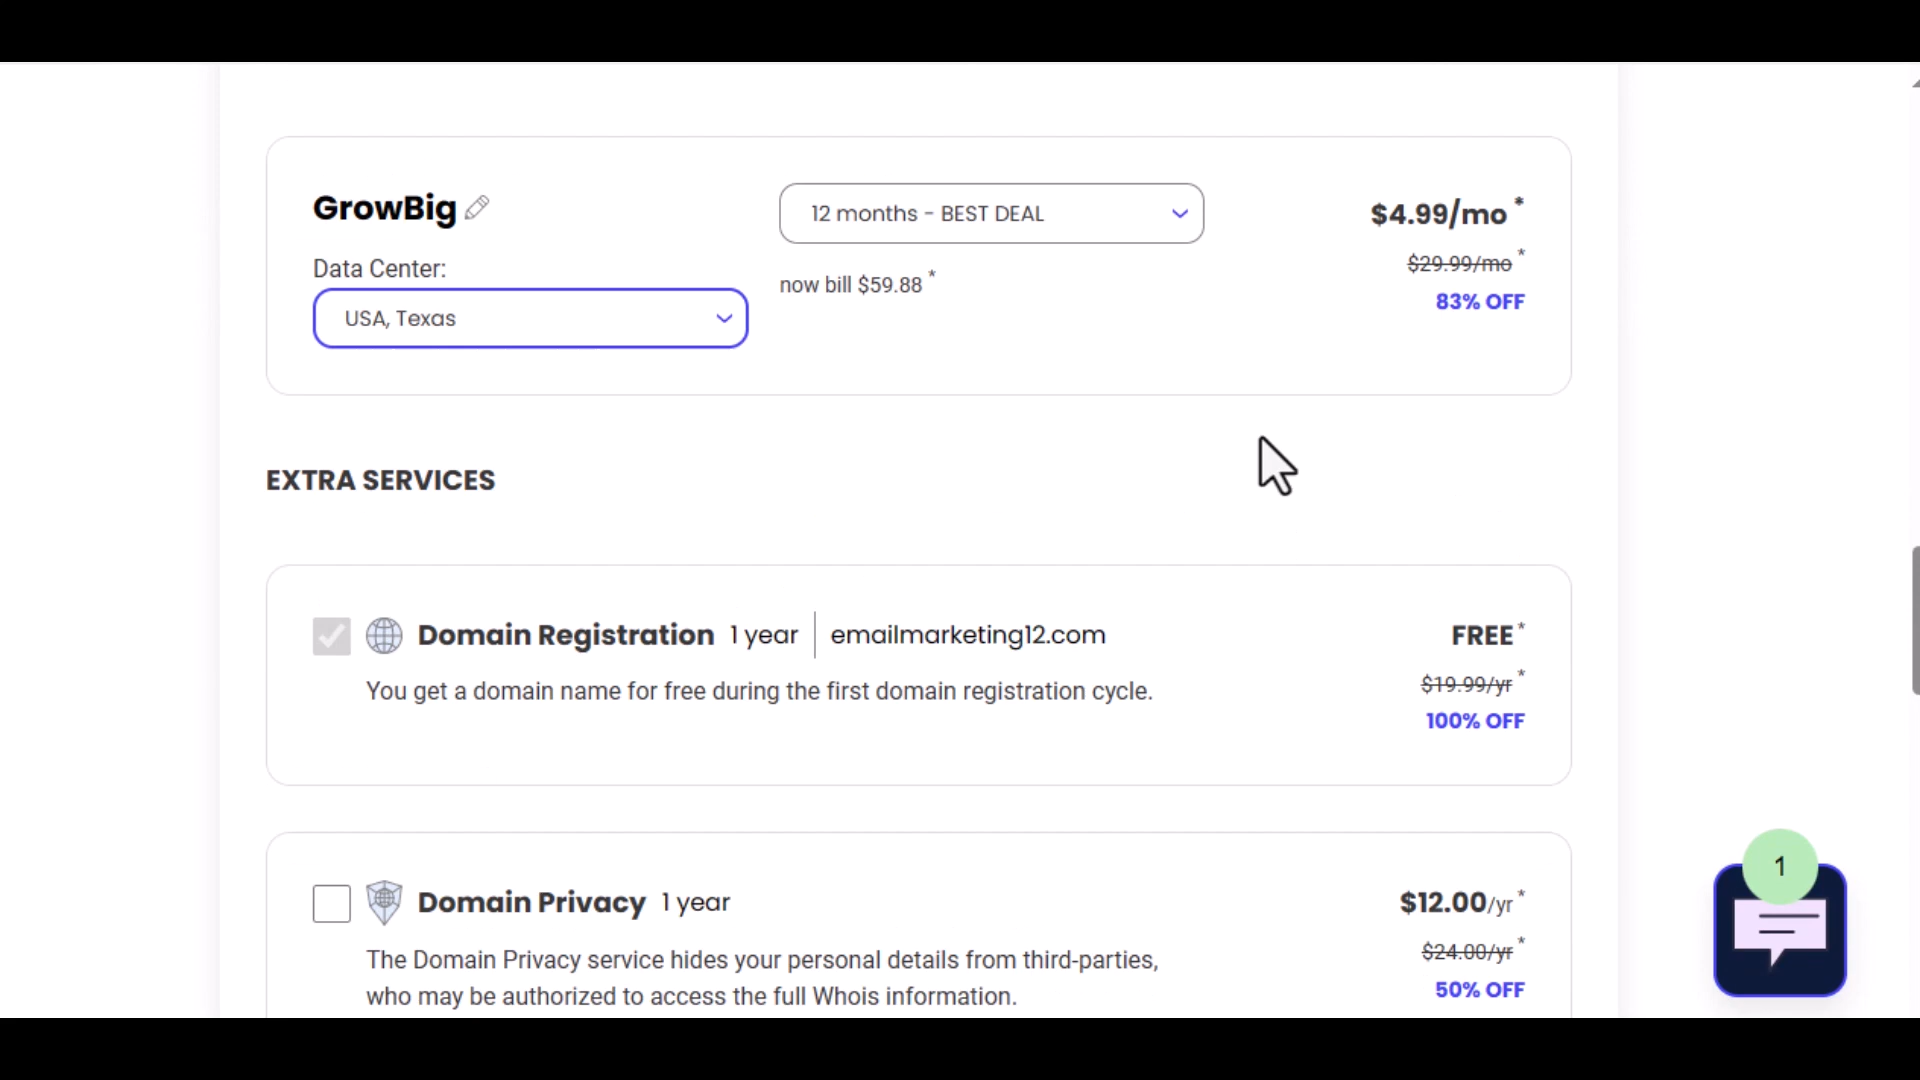 GrowBig
12 months - BEST DEAL
$4.99/mo *
Data Center:
now bill $59.88 *
$29.99/mo *
USA, Texas
83% OFF
EXTRA SERVICES
Domain Registration 1 year emailmarketing12.com
FREE *
You get a domain name for free during the first domain registration cycle.
$19.99/yr *
100% OFF
Domain Privacy 1 year
$12.00/yr *
The Domain Privacy service hides your personal details from third-parties,
who may be authorized to access the full Whois information.
$24.00/yr *
50% OFF
1